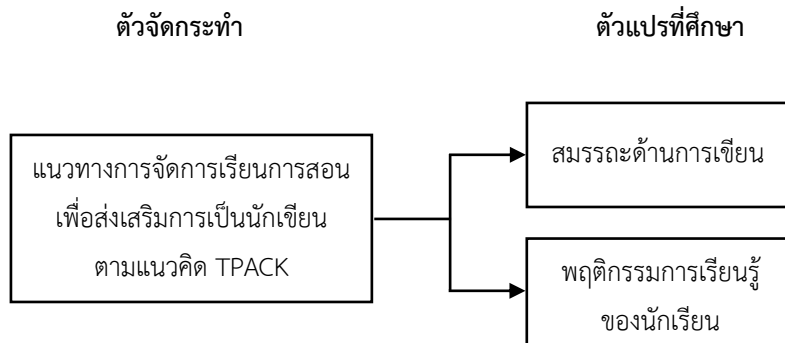 ตัวจัดกระทำ
ตัวแปรที่ศึกษา
แนวทางการจัดการเรียนการสอน
เพื่อส่งเสริมการเป็นนักเขียน
ตามแนวคิด TPACK
สมรรถะด้านการเขียน
พฤติกรรมการเรียนรู้
ของนักเรียน